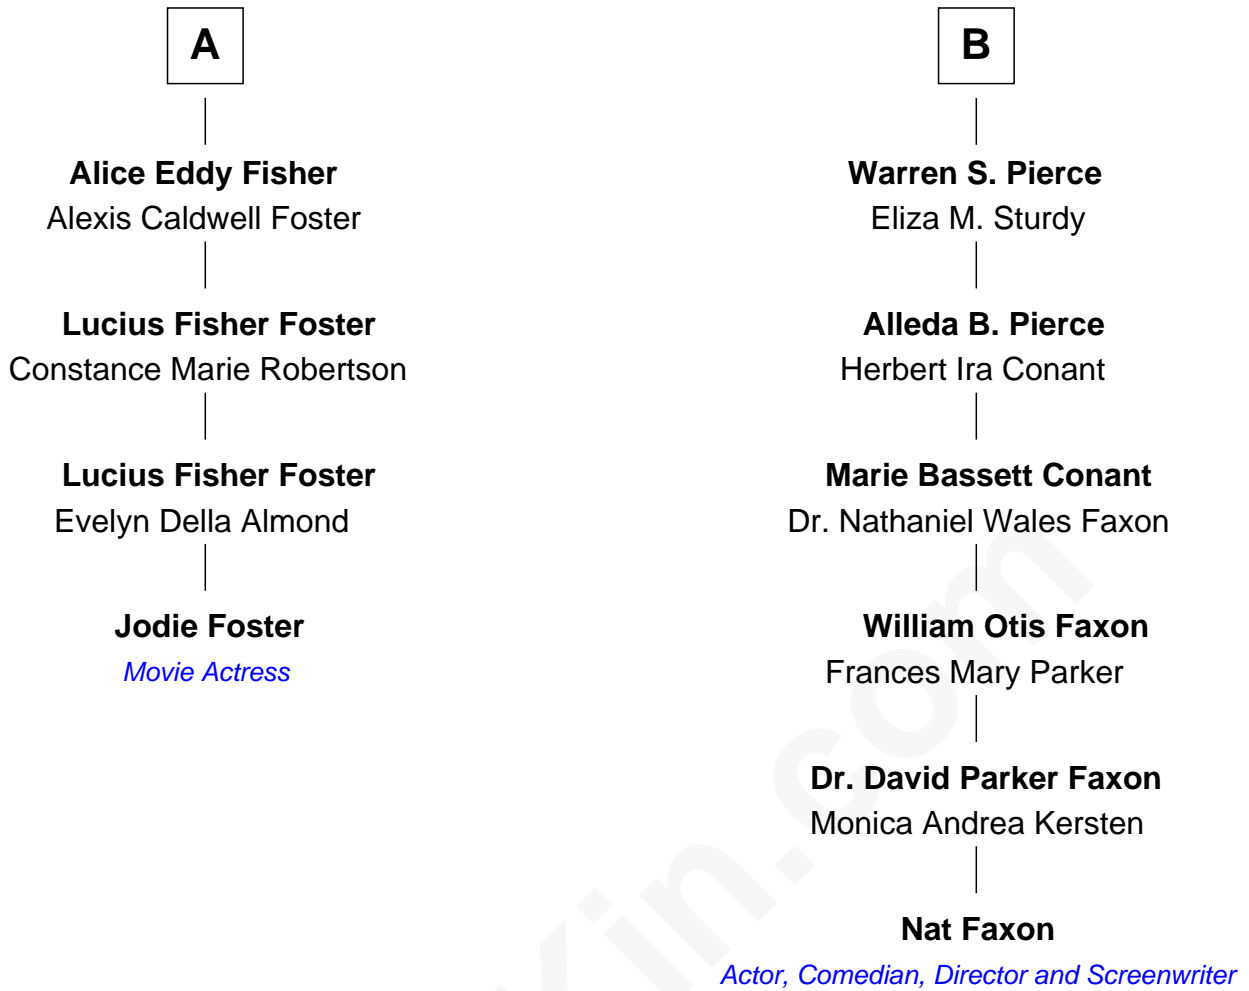 A
Alice Eddy Fisher
Alexis Caldwell Foster
Lucius Fisher Foster
Constance Marie Robertson
Lucius Fisher Foster
Evelyn Della Almond
Jodie Foster
Movie Actress
B
Warren S. Pierce
Eliza M. Sturdy
Alleda B. Pierce
Herbert Ira Conant
Marie Bassett Conant
Dr. Nathaniel Wales Faxon
William Otis Faxon
Frances Mary Parker
Dr. David Parker Faxon
Monica Andrea Kersten
Nat Faxon
Actor, Comedian, Director and Screenwriter
Kin.com